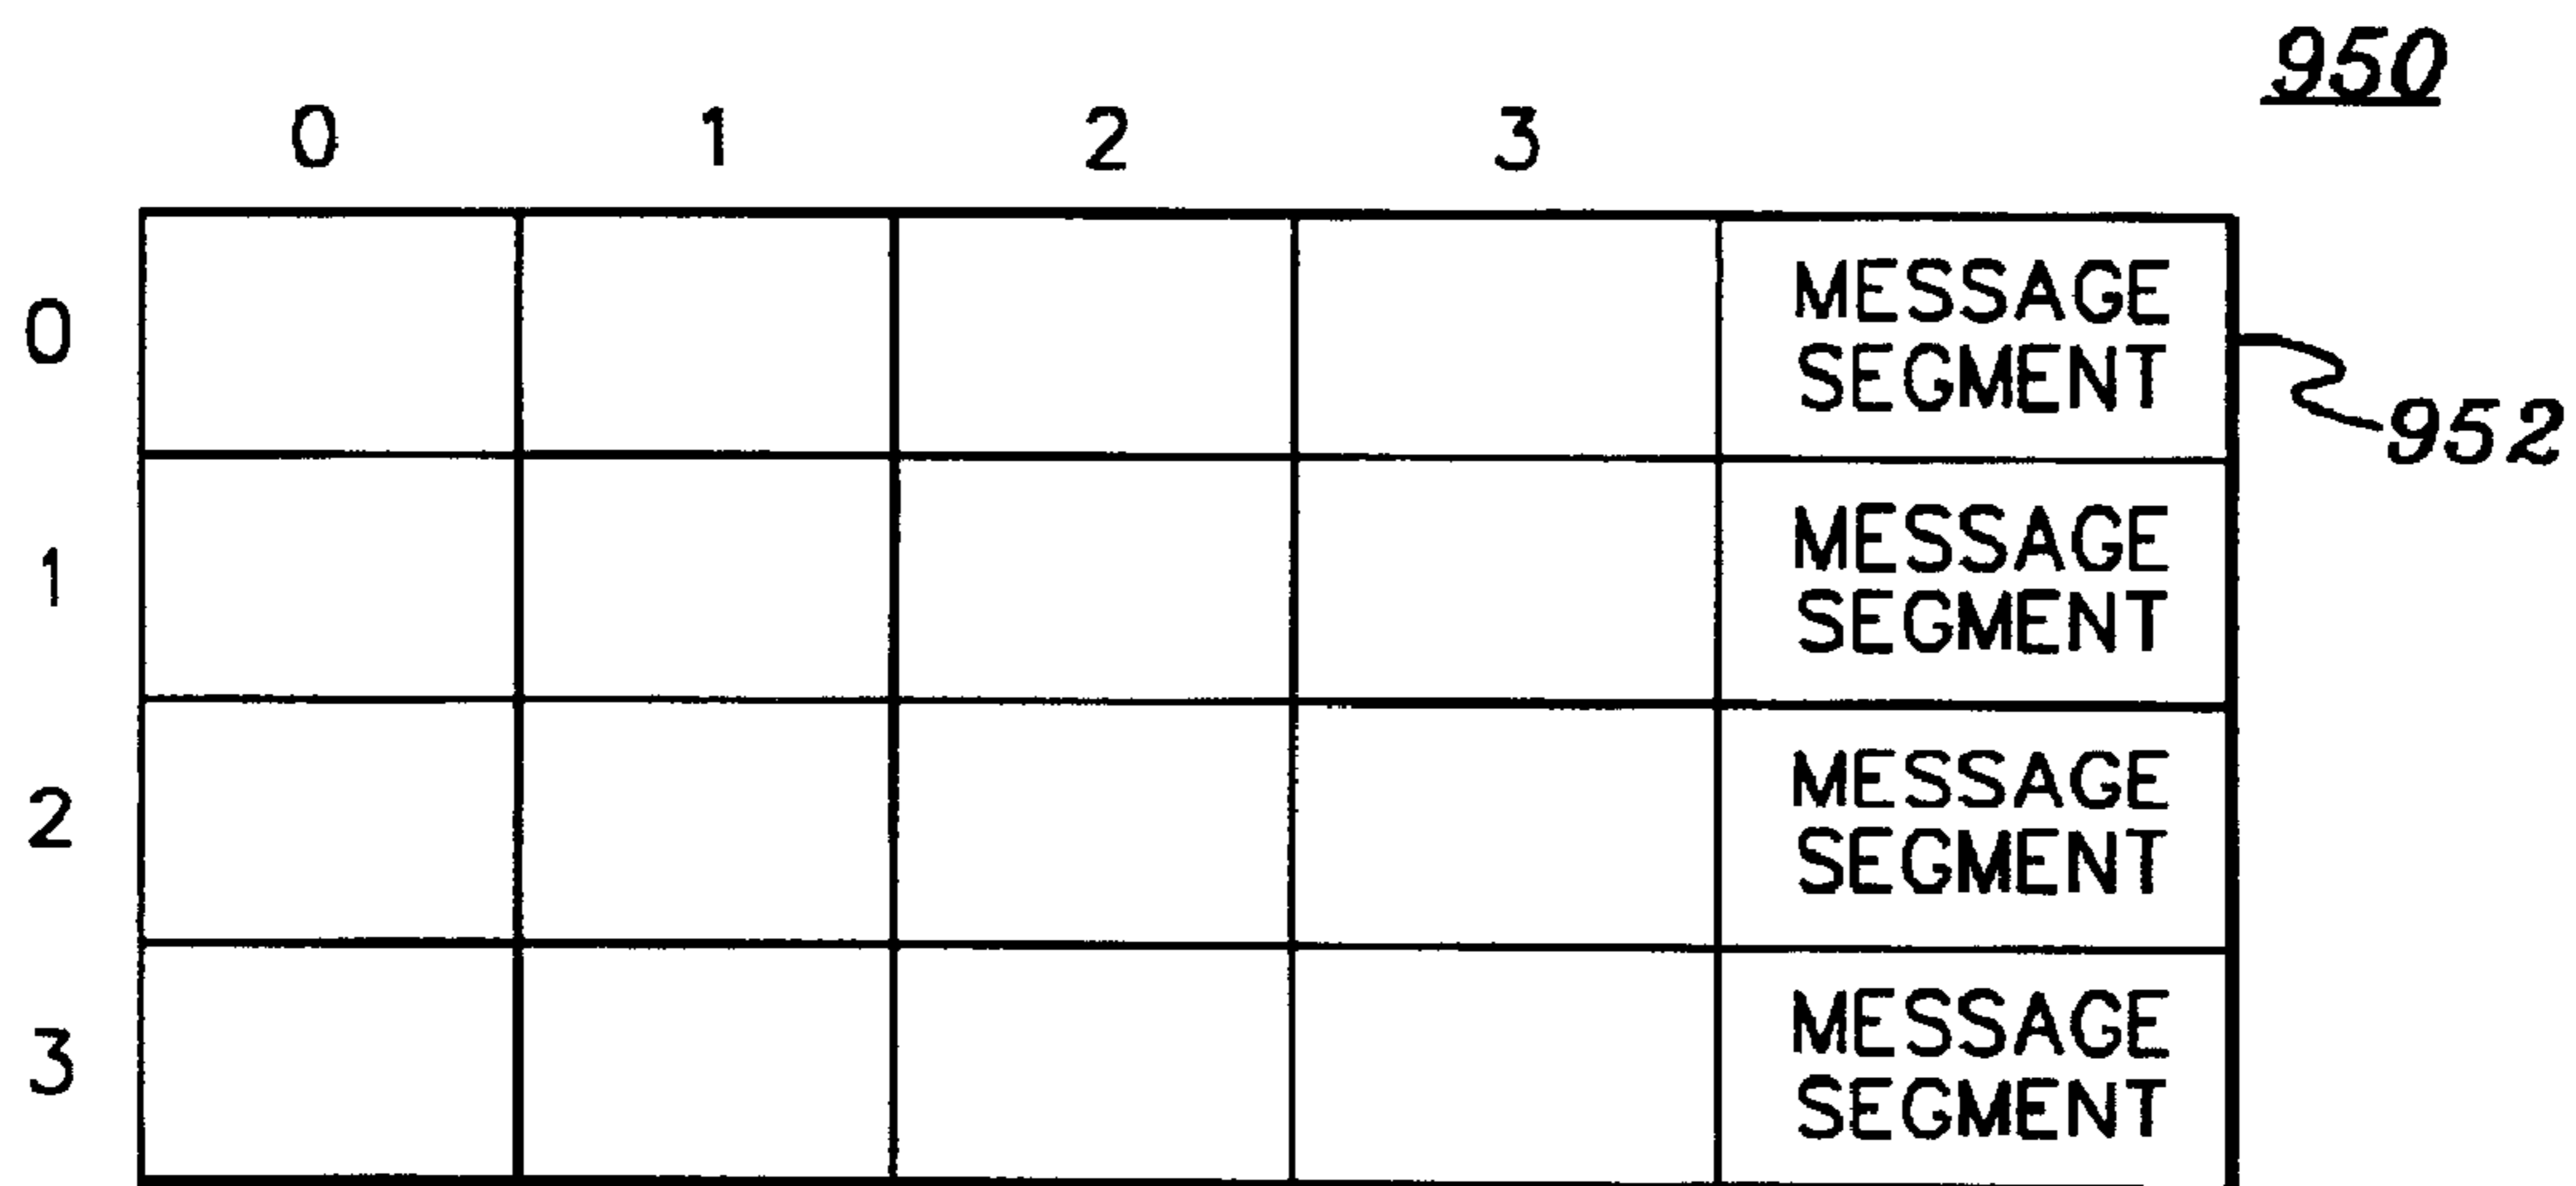 950
0 1 2 3
0
MESSAGE
SEGMENT
952
1
MESSAGE
SEGMENT
2
MESSAGE
SEGMENT
3
MESSAGE
SEGMENT